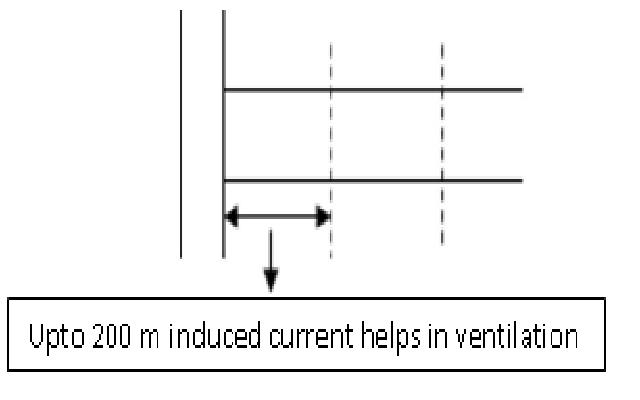 Upto 200 m induced current helps in ventilation